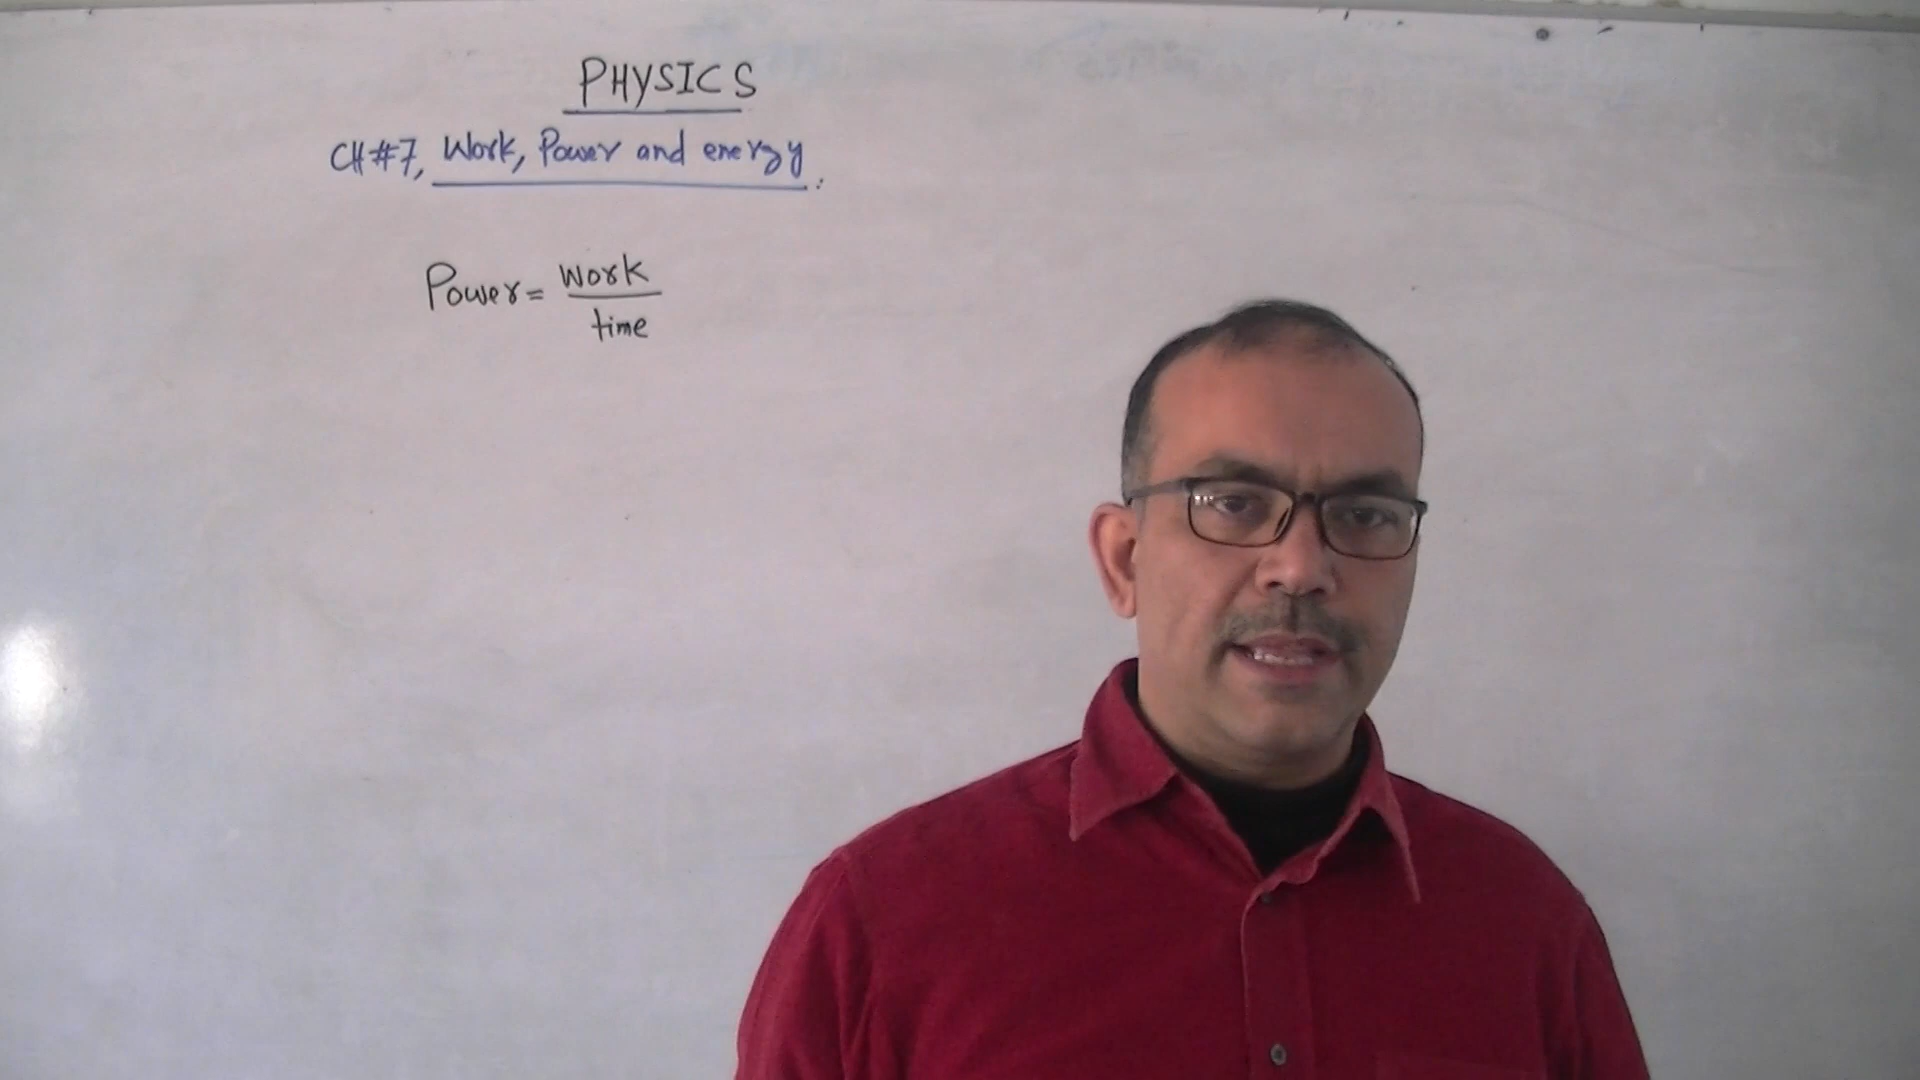 PHYSICS
CH#7, Work, Power and energy.
Power = work
time